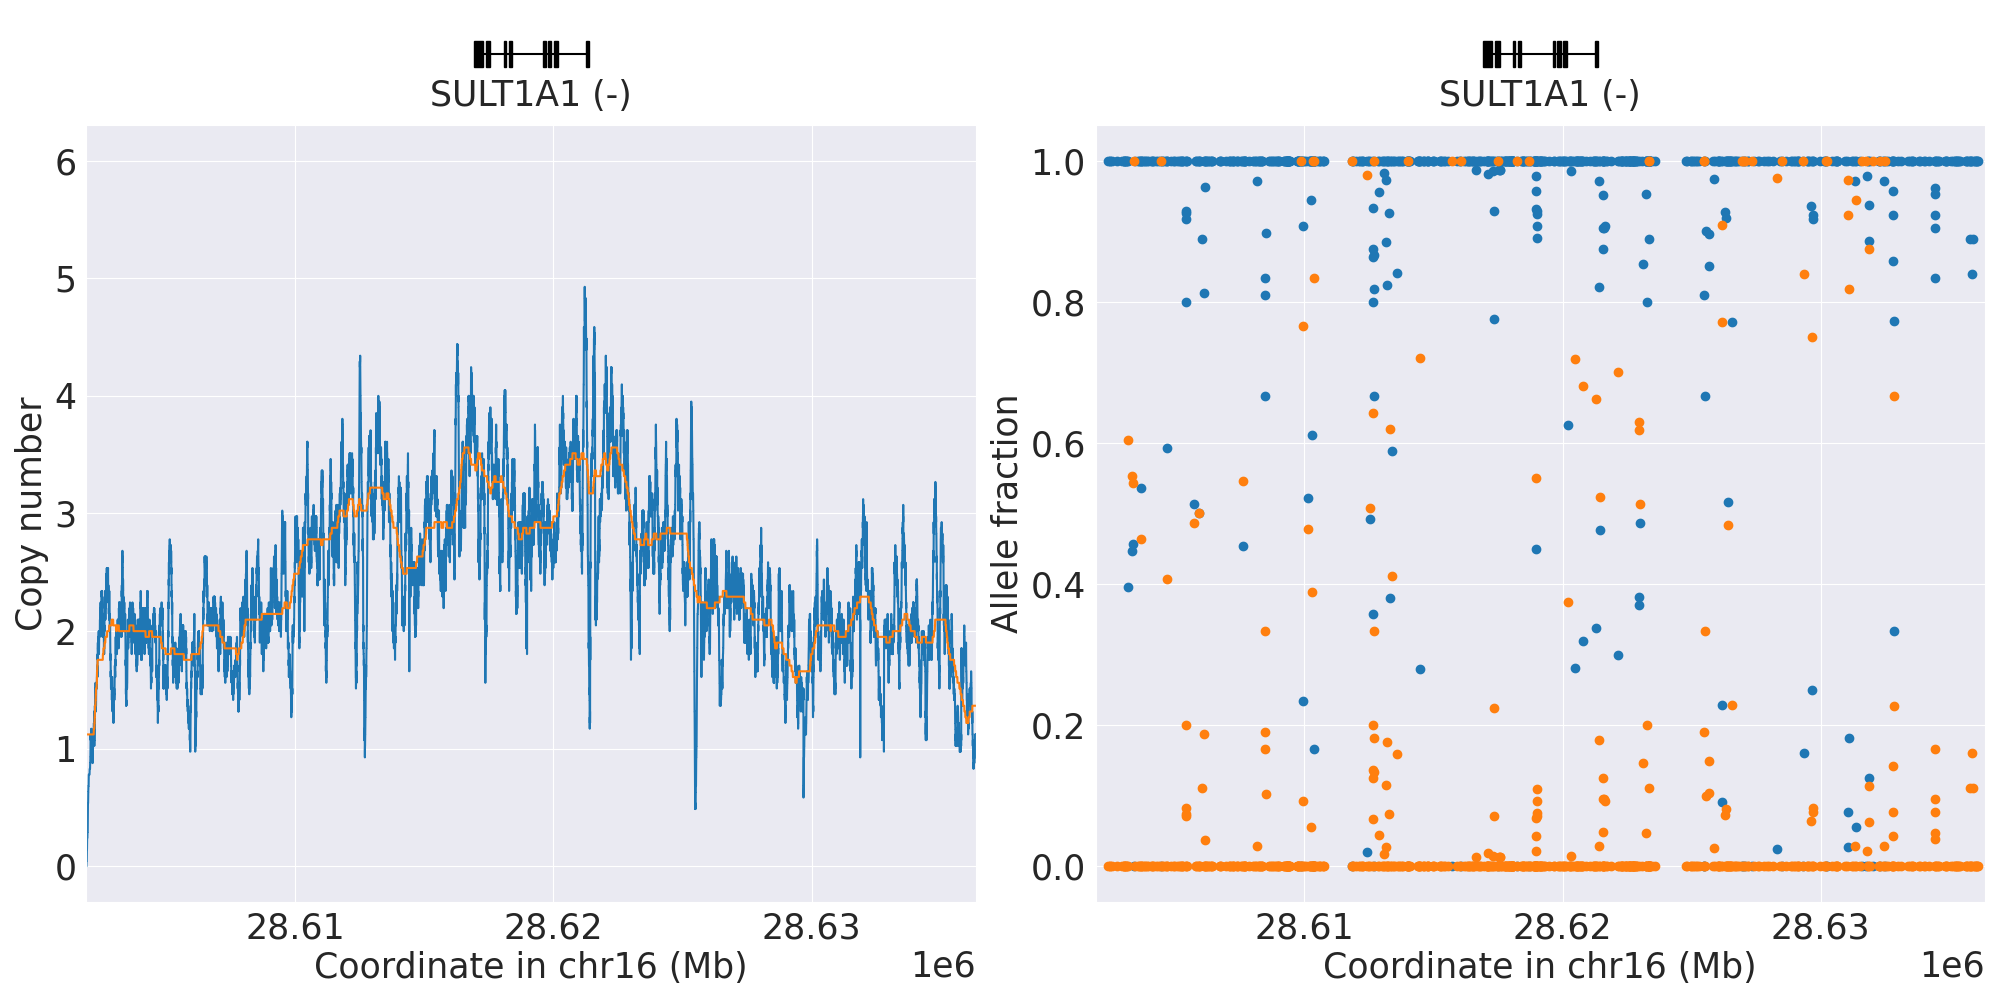 SULT1A1 (-)
Copy number
6
5
4
3
2
1
0
28.61
28.62
28.63
Coordinate in chr16 (Mb)
1e6
SULT1A1 (-)
Allele fraction
1.0
0.8
0.6
0.4
0.2
0.0
28.61
28.62
28.63
Coordinate in chr16 (Mb)
1e6